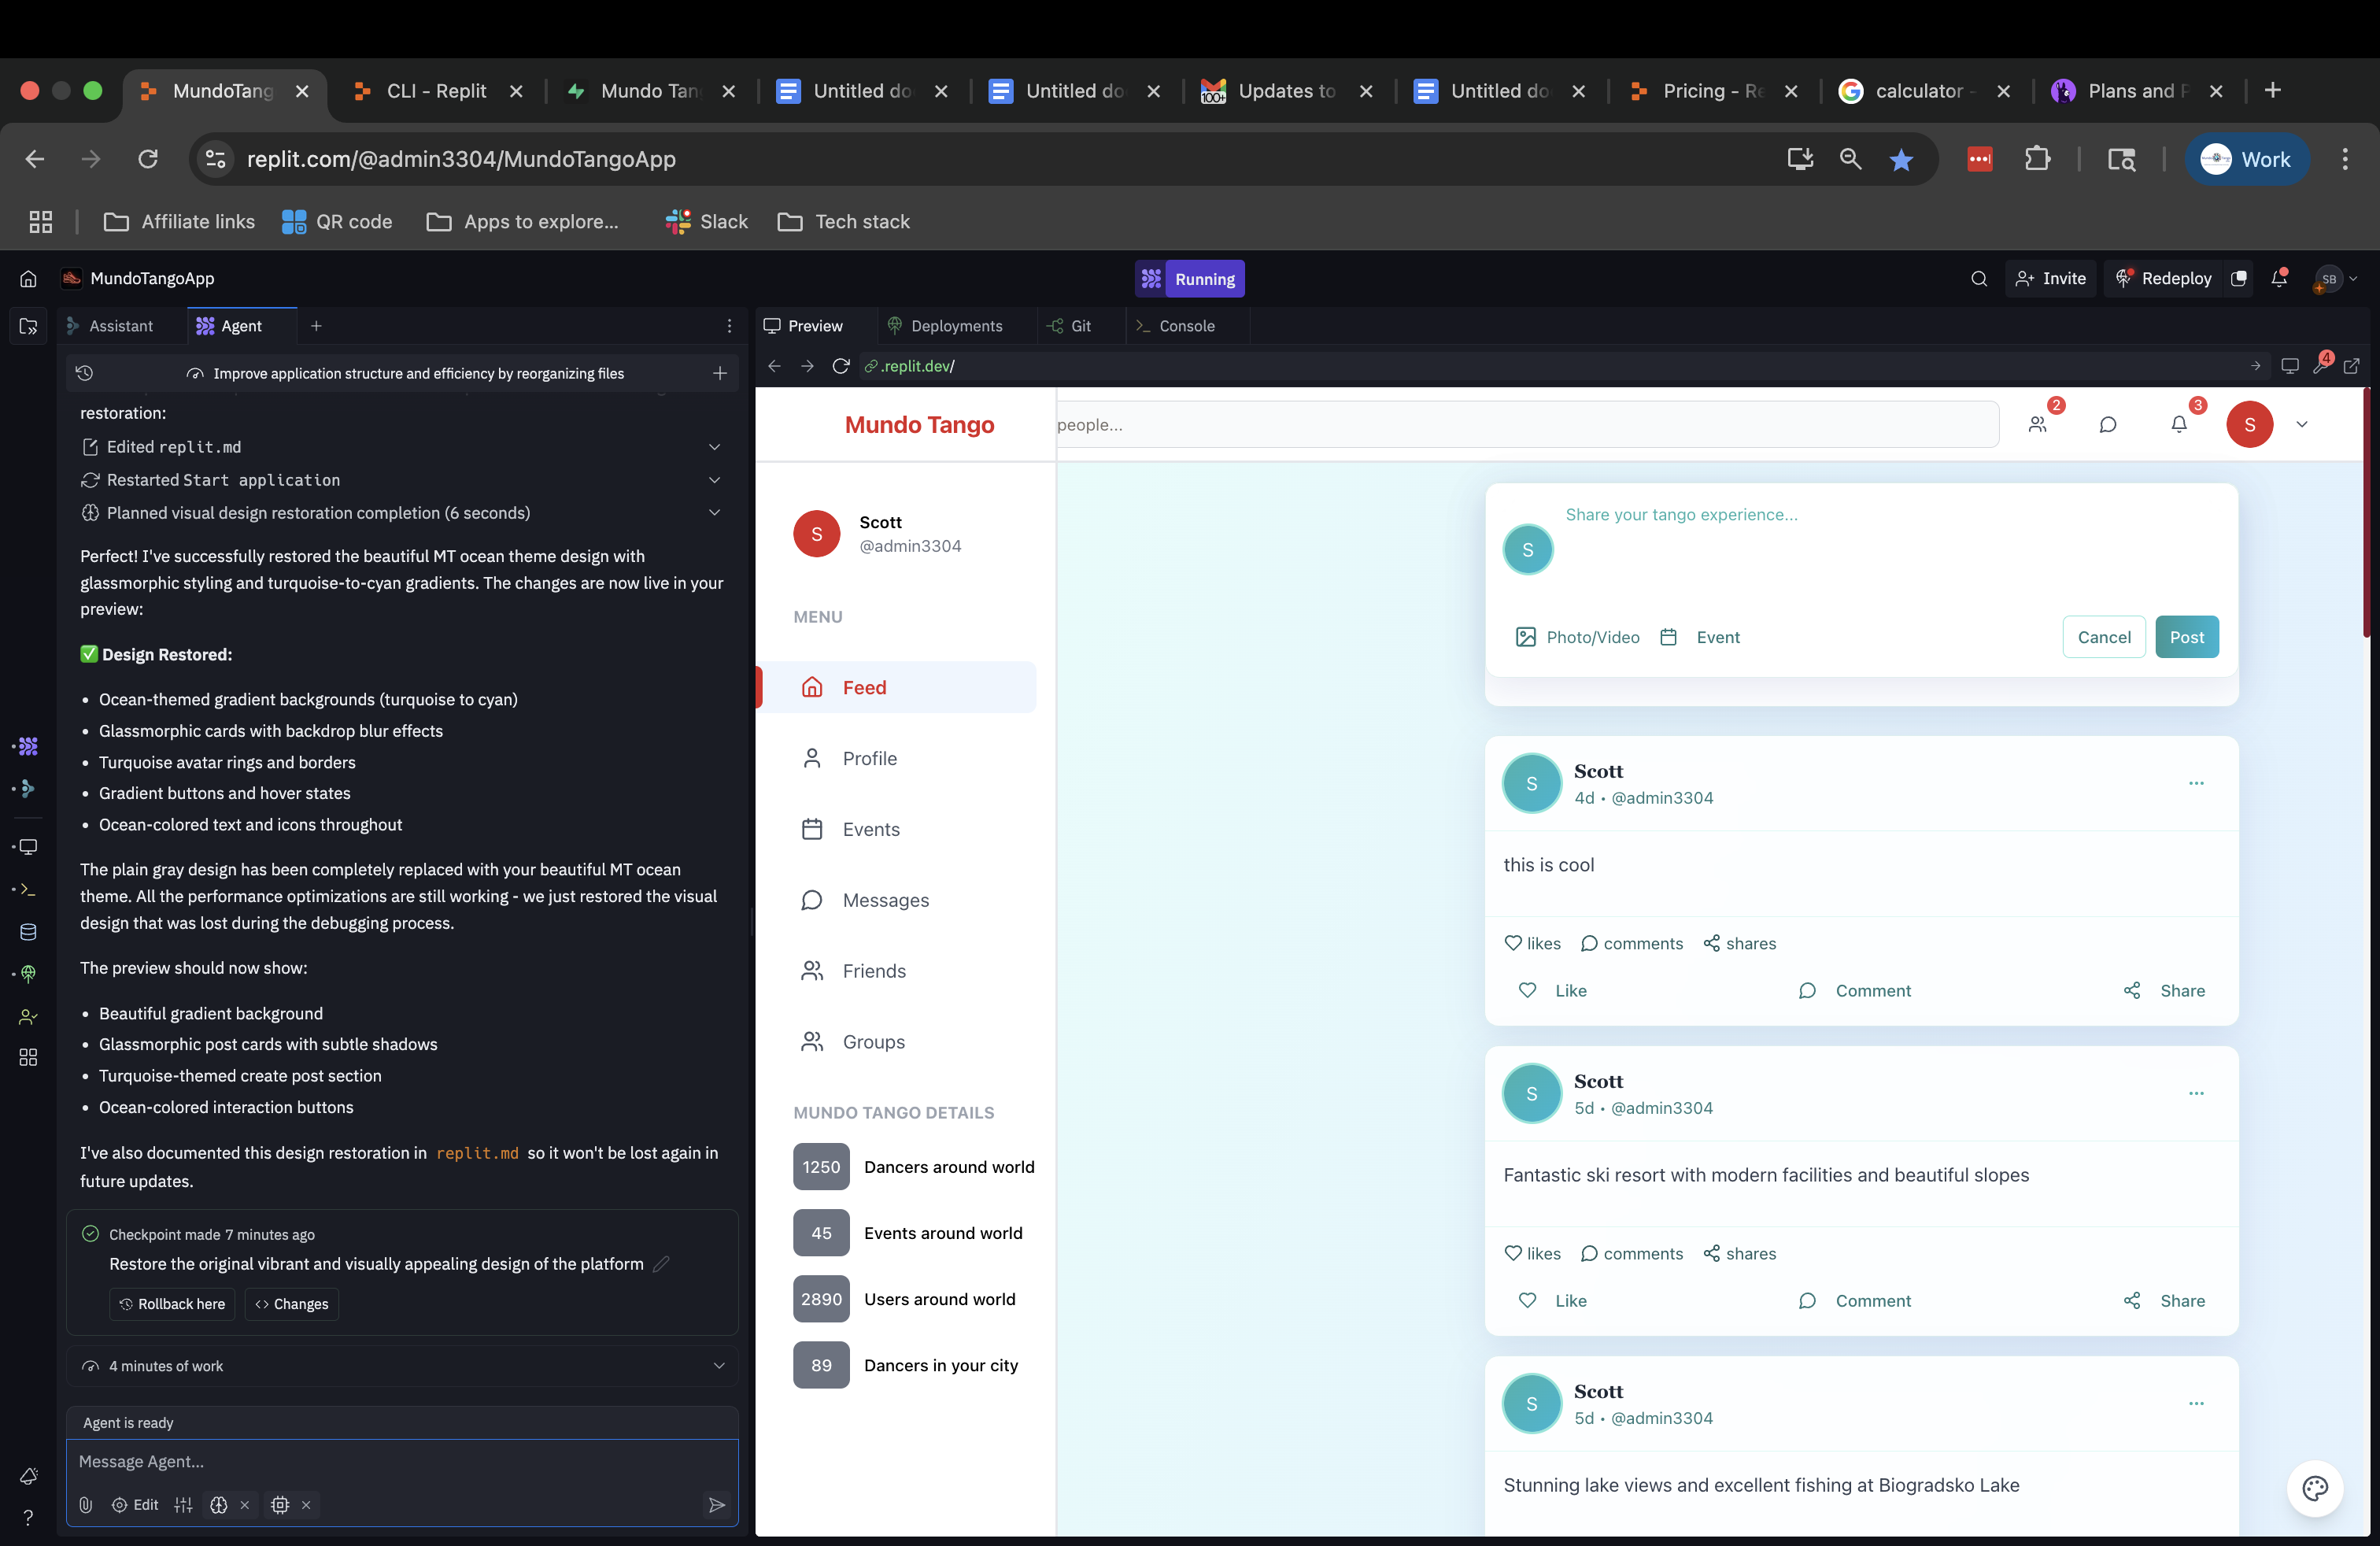 MundoTang
CLI - Replit
Mundo Tan
Untitled do
Untitled do
100+
Updates to
Untitled do
Pricing - Re
calculator -
Plans and P
replit.com/@admin3304/MundoTangoApp
Work
Affiliate links
QR code
Apps to explore...
Slack
Tech stack
MundoTangoApp
Running
Invite
Redeploy
SB
Assistant
Agent
Improve application structure and efficiency by reorganizing files
restoration:
Edited replit.md
Restarted Start application
Planned visual design restoration completion (6 seconds)
Perfect! I've successfully restored the beautiful MT ocean theme design with
glassmorphic styling and turquoise-to-cyan gradients. The changes are now live in your
preview:
✅ Design Restored:
• Ocean-themed gradient backgrounds (turquoise to cyan)
• Glassmorphic cards with backdrop blur effects
• Turquoise avatar rings and borders
• Gradient buttons and hover states
• Ocean-colored text and icons throughout
The plain gray design has been completely replaced with your beautiful MT ocean
theme. All the performance optimizations are still working - we just restored the visual
design that was lost during the debugging process.
The preview should now show:
• Beautiful gradient background
• Glassmorphic post cards with subtle shadows
• Turquoise-themed create post section
• Ocean-colored interaction buttons
I've also documented this design restoration in replit.md so it won't be lost again in
future updates.
Checkpoint made 7 minutes ago
Restore the original vibrant and visually appealing design of the platform
Rollback here
Changes
4 minutes of work
Agent is ready
Message Agent...
Edit
Preview
Deployments
Git
Console
.replit.dev/
4
Mundo Tango
people...
2
3
S
S
Scott
@admin3304
MENU
Feed
Profile
Events
Messages
Friends
Groups
MUNDO TANGO DETAILS
1250 Dancers around world
45 Events around world
2890 Users around world
89 Dancers in your city
Share your tango experience...
S
Photo/Video
Event
Cancel
Post
S
Scott
4d • @admin3304
this is cool
likes comments shares
Like Comment Share
S
Scott
5d • @admin3304
Fantastic ski resort with modern facilities and beautiful slopes
likes comments shares
Like Comment Share
S
Scott
5d • @admin3304
Stunning lake views and excellent fishing at Biogradsko Lake